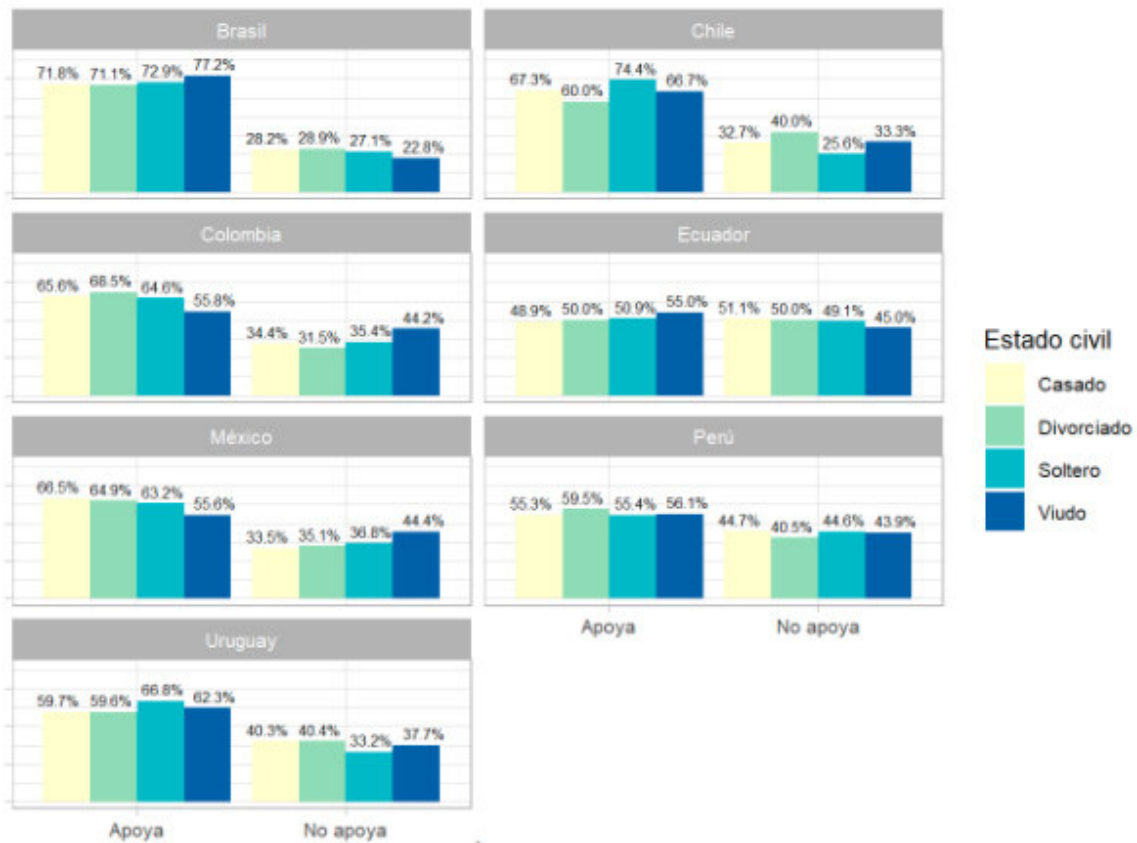 Brasil
71.8% 71.1% 72.9% 77.2%
28.2% 28.9% 27.1% 22.8%
Chile
67.3% 60.0% 74.4% 66.7%
32.7% 40.0% 25.6% 33.3%
Colombia
65.6% 68.5% 64.6% 55.8%
34.4% 31.5% 35.4% 44.2%
Ecuador
48.9% 50.0% 50.9% 55.0%
51.1% 50.0% 49.1% 45.0%
México
66.5% 64.9% 63.2% 55.6%
33.5% 35.1% 36.8% 44.4%
Perú
55.3% 59.5% 55.4% 56.1%
44.7% 40.5% 44.6% 43.9%
Apoya No apoya
Uruguay
59.7% 59.6% 66.8% 62.3%
40.3% 40.4% 33.2% 37.7%
Apoya No apoya
Estado civil
Casado
Divorciado
Soltero
Viudo